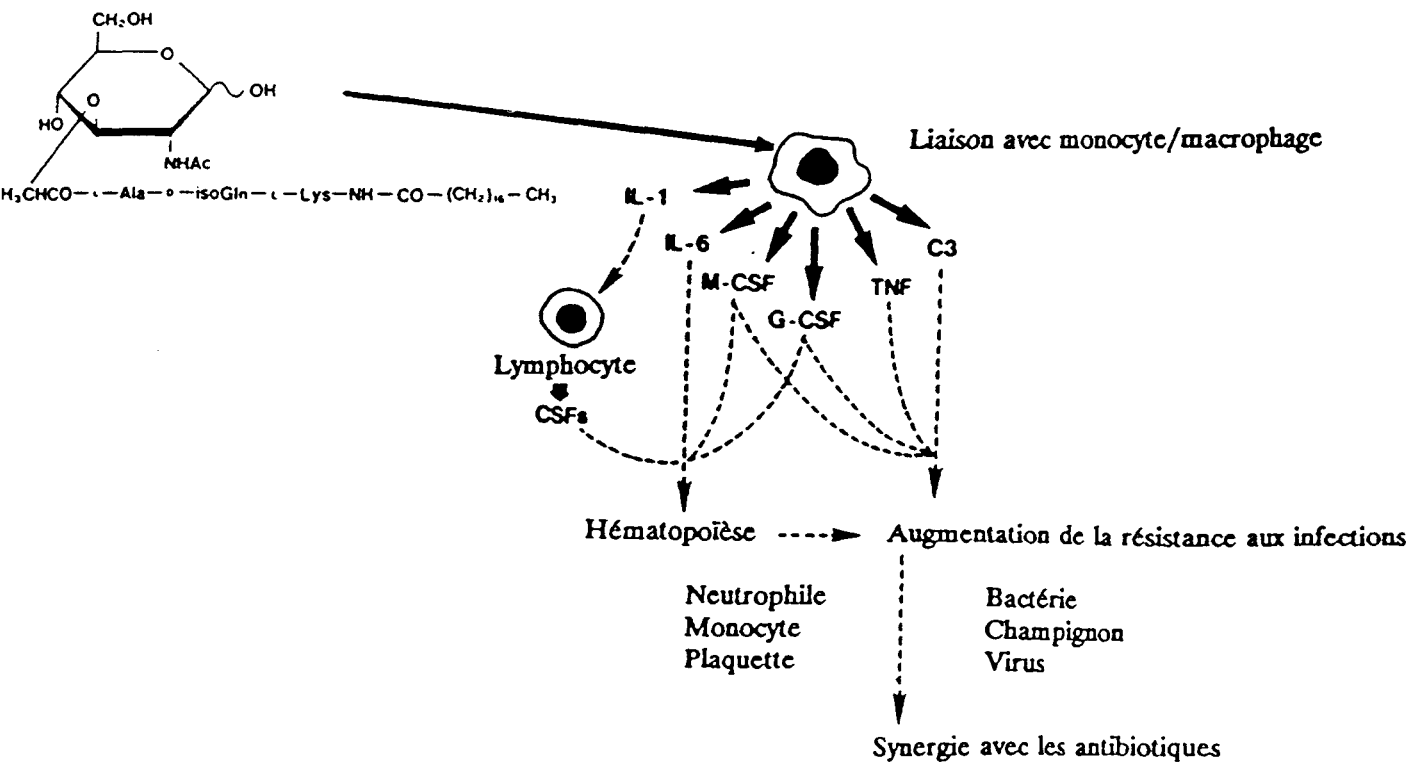 CH₂OH
O
OH
O
HO
NHAc
H₃CHCO—L—Ala—D—isoGln—L—Lys—NH—CO—(CH₂)₁₆—CH₃
Liaison avec monocyte/macrophage
IL-1
IL-6
M-CSF
G-CSF
TNF
C3
Lymphocyte
CSFs
Hématopoïèse
Augmentation de la résistance aux infections
Neutrophile
Monocyte
Plaquette
Bactérie
Champignon
Virus
Synergie avec les antibiotiques